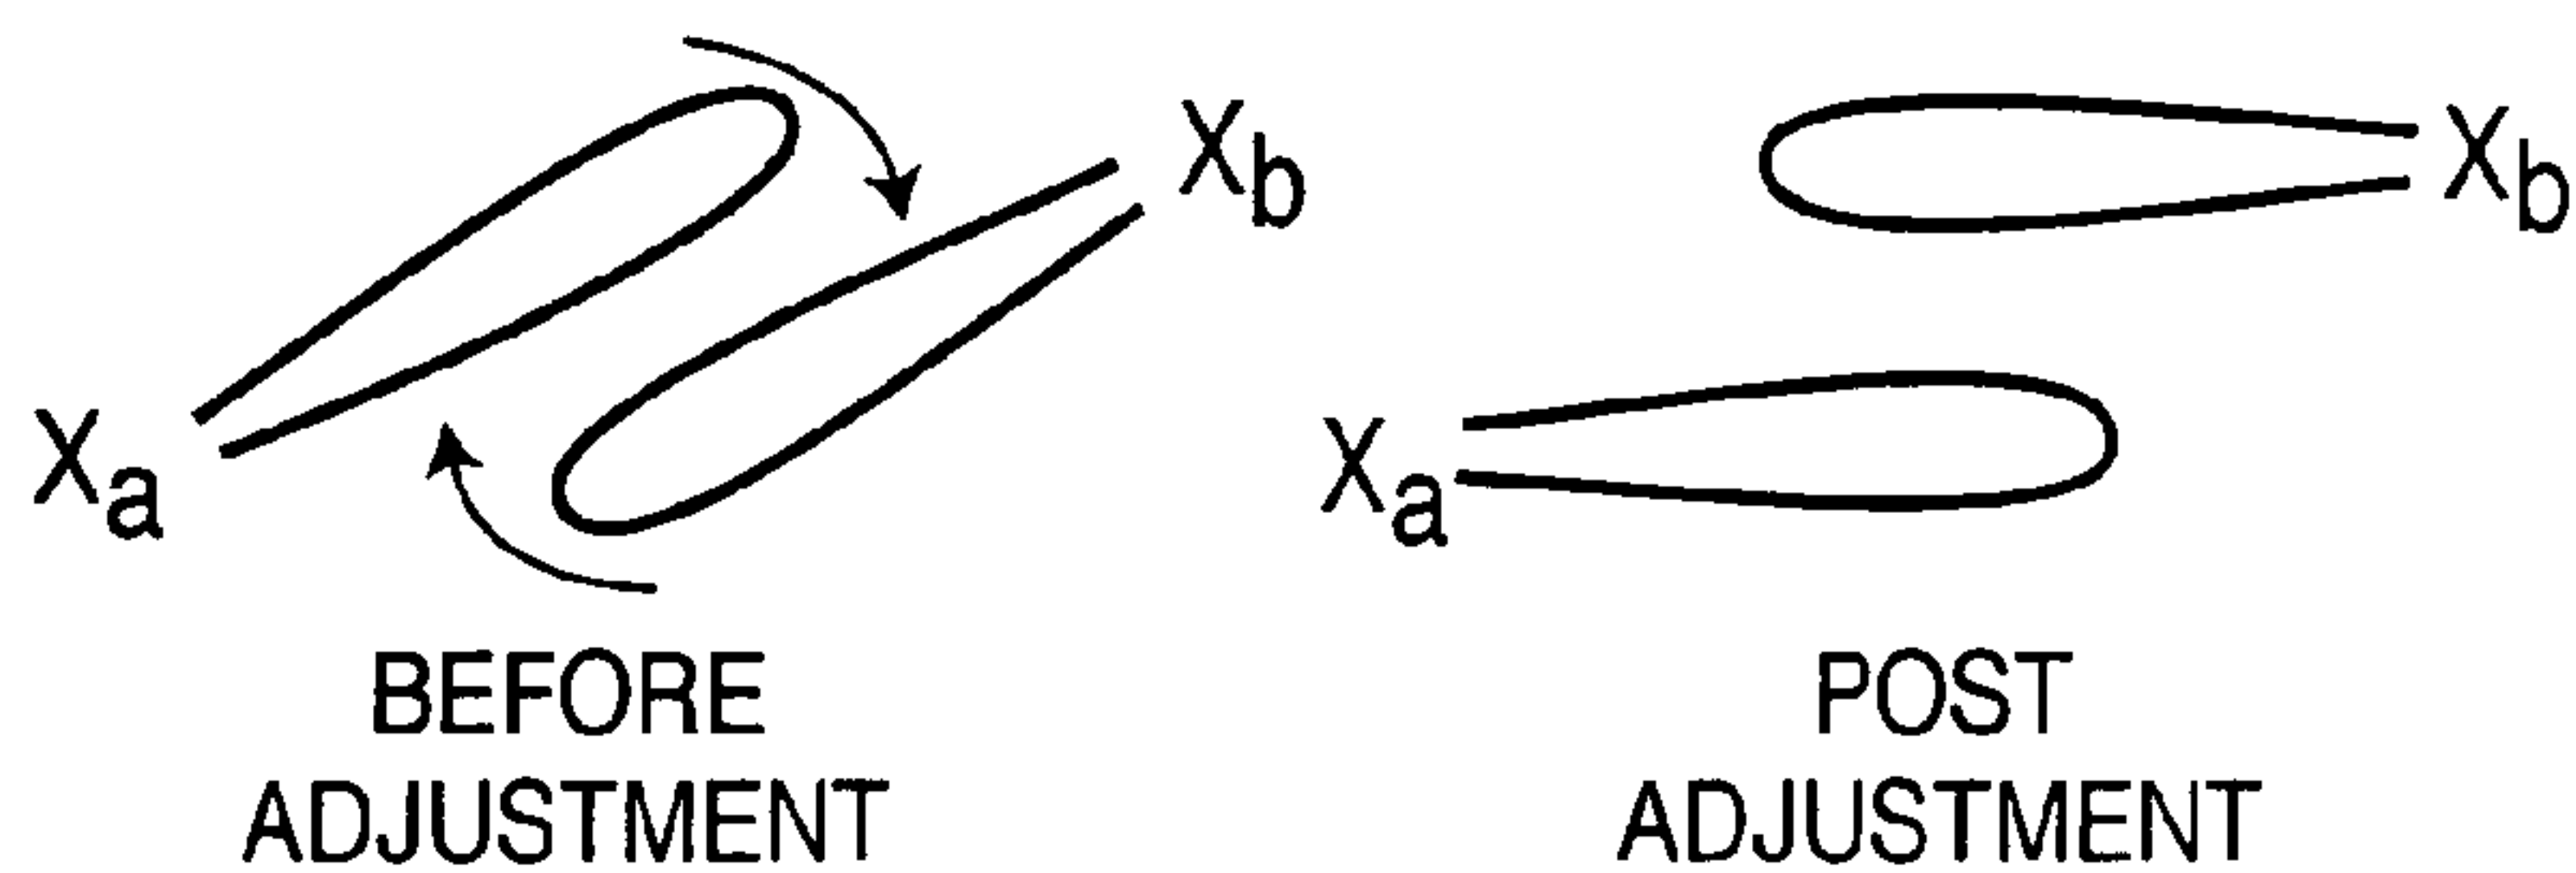 Xb
Xa
BEFORE
ADJUSTMENT
Xb
Xa
POST
ADJUSTMENT